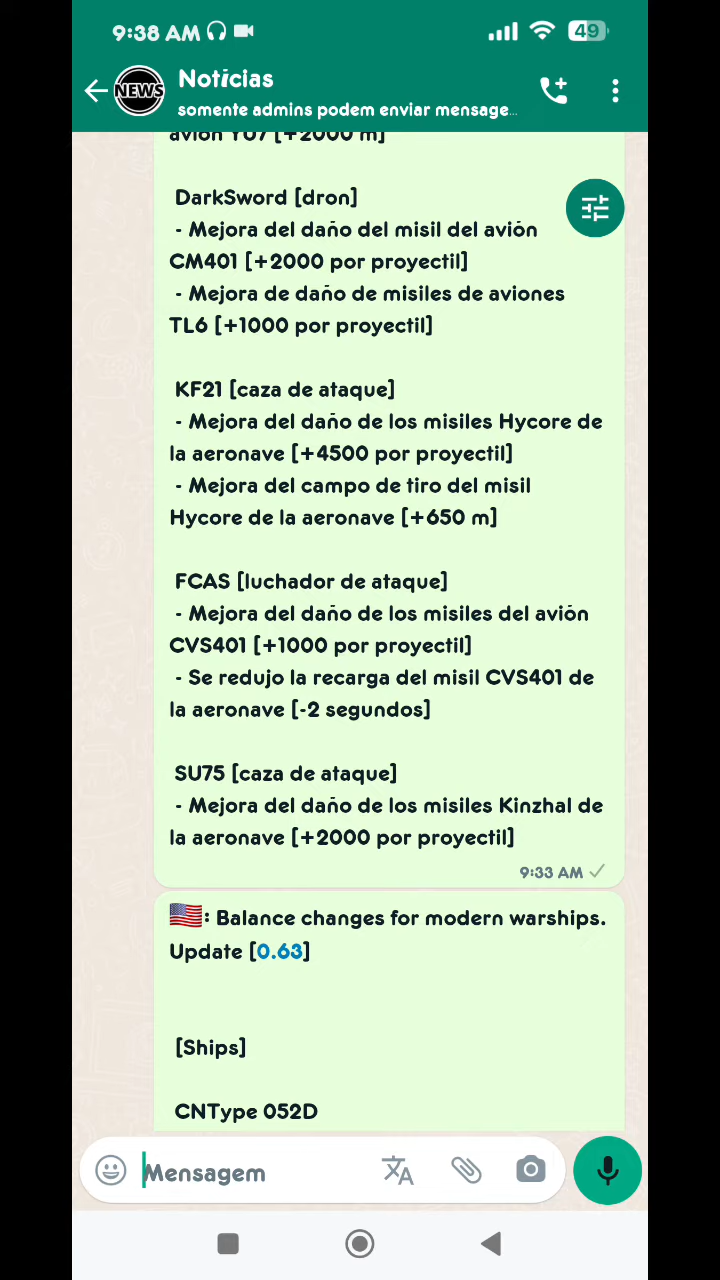 9:38 AM
49
NEWS
Notícias
somente admins podem enviar mensage...
avión YU7 [+2000 m]
DarkSword [dron]
- Mejora del daño del misil del avión
CM401 [+2000 por proyectil]
- Mejora de daño de misiles de aviones
TL6 [+1000 por proyectil]
KF21 [caza de ataque]
- Mejora del daño de los misiles Hycore de
la aeronave [+4500 por proyectil]
- Mejora del campo de tiro del misil
Hycore de la aeronave [+650 m]
FCAS [luchador de ataque]
- Mejora del daño de los misiles del avión
CVS401 [+1000 por proyectil]
- Se redujo la recarga del misil CVS401 de
la aeronave [-2 segundos]
SU75 [caza de ataque]
- Mejora del daño de los misiles Kinzhal de
la aeronave [+2000 por proyectil]
9:33 AM
🇺🇸: Balance changes for modern warships.
Update [0.63]
[Ships]
CNType 052D
Mensagem